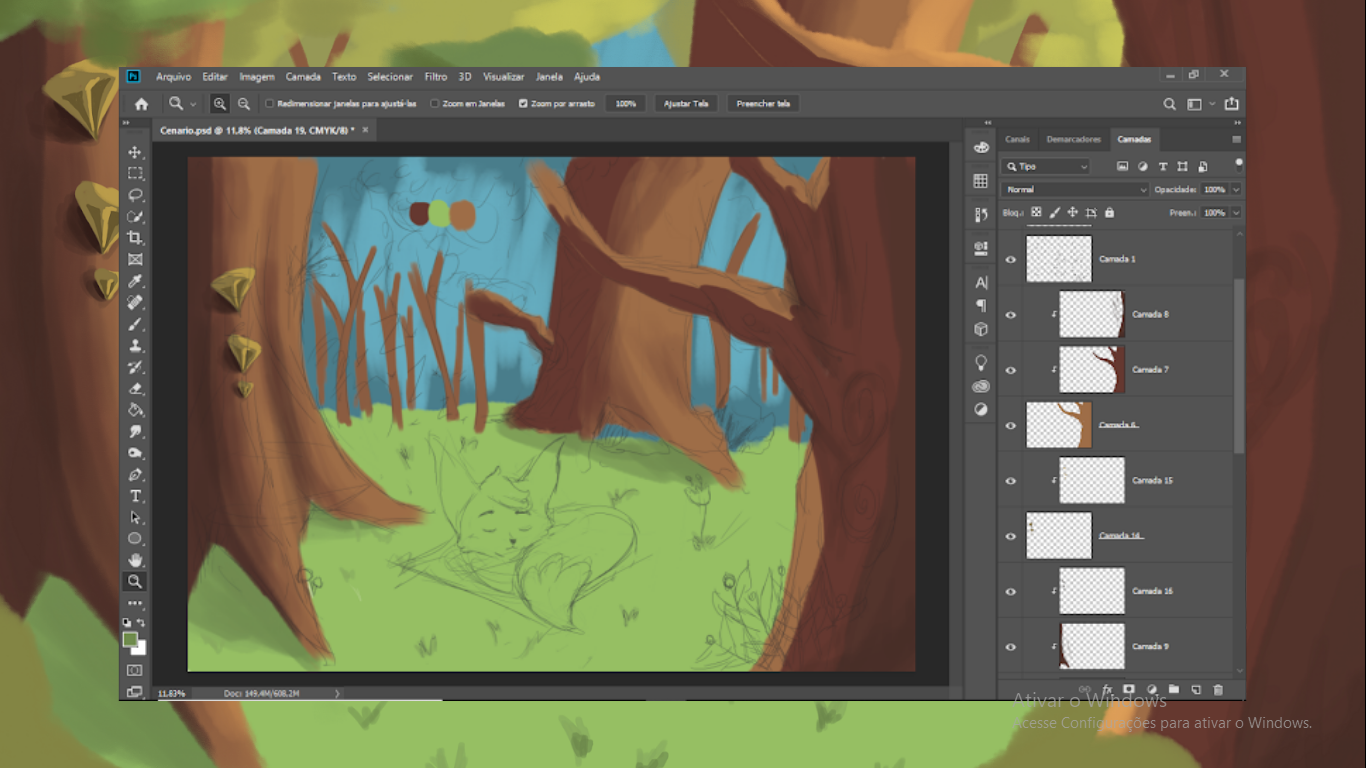 Ps Arquivo Editar Imagem Camada Texto Selecionar Filtro 3D Visualizar Janela Ajuda
Redimensionar janelas para ajustá-las Zoom em Janelas Zoom por arrasto 100% Ajustar Tela Preencher tela
Cenario.psd @ 11,8% (Camada 19, CMYK/8) *
Canais Demarcadores Camadas
Tipo
Normal Opacidade: 100%
Bloq.: Preen.: 100%
Camada 1
Camada 8
Camada 7
Camada 6
Camada 15
Camada 14
Camada 16
Camada 9
11,83% Doc: 149,4M/608,2M
Ativar o Windows
Acesse Configurações para ativar o Windows.